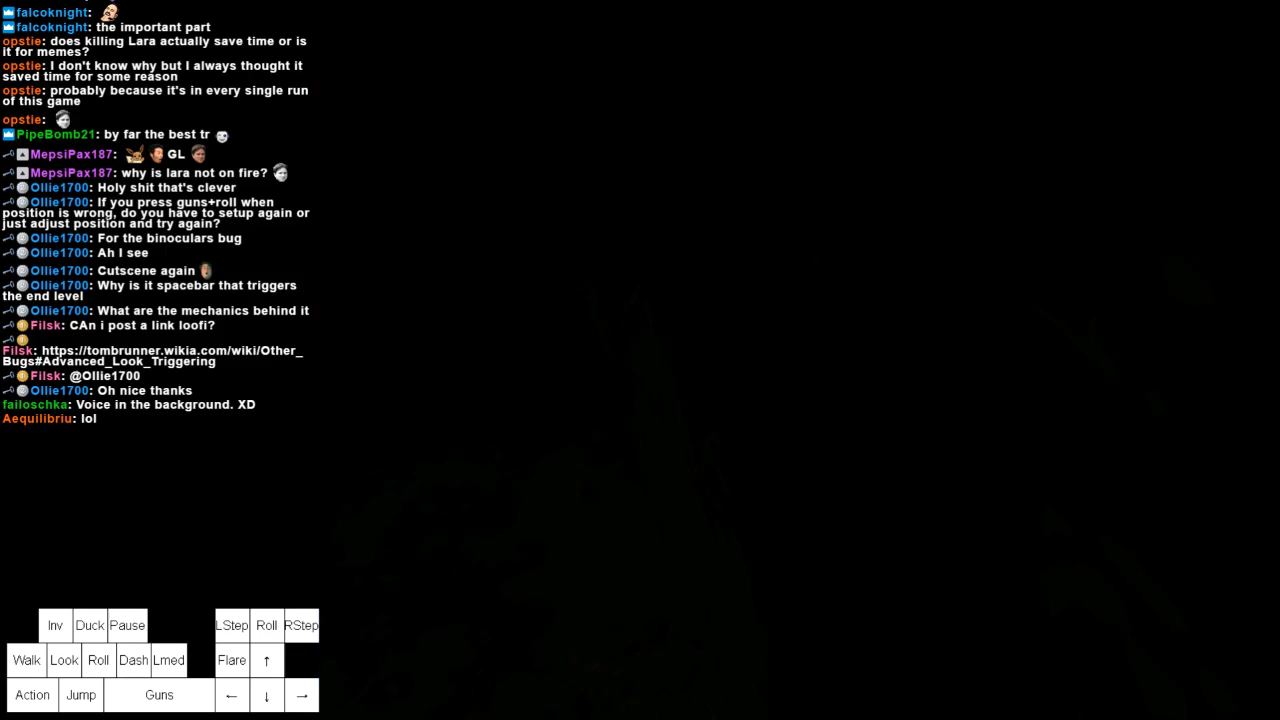 falcoknight:
falcoknight: the important part
opstie: does killing Lara actually save time or is
it for memes?
opstie: I don't know why but I always thought it
saved time for some reason
opstie: probably because it's in every single run
of this game
opstie:
PipeBomb21: by far the best tr
MepsiPax187: GL
MepsiPax187: why is lara not on fire?
Ollie1700: Holy shit that's clever
Ollie1700: If you press guns+roll when
position is wrong, do you have to setup again or
just adjust position and try again?
Ollie1700: For the binoculars bug
Ollie1700: Ah I see
Ollie1700: Cutscene again
Ollie1700: Why is it spacebar that triggers
the end level
Ollie1700: What are the mechanics behind it
Filsk: CAn i post a link loofi?
Filsk: https://tombrunner.wikia.com/wiki/Other_
Bugs#Advanced_Look_Triggering
Filsk: @Ollie1700
Ollie1700: Oh nice thanks
failoschka: Voice in the background. XD
Aequilibriu: lol
Inv Duck Pause LStep Roll RStep
Walk Look Roll Dash Lmed Flare ↑
Action Jump Guns ← ↓ →